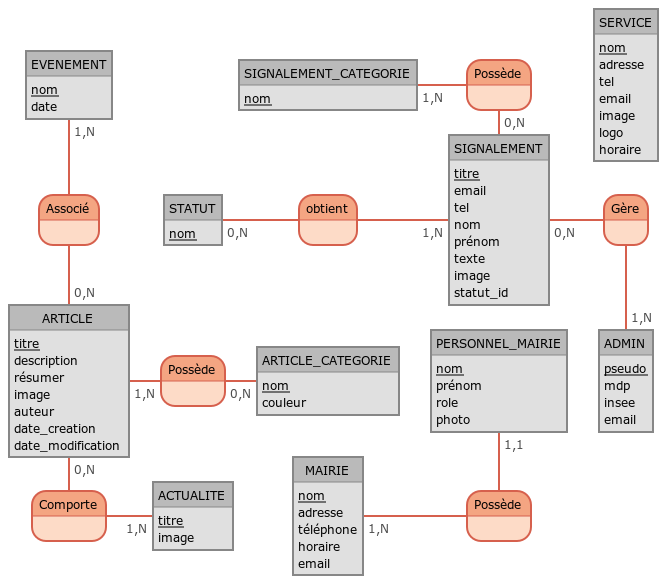 SERVICE
nom
adresse
tel
email
image
logo
horaire
EVENEMENT
nom
date
1,N
SIGNALEMENT_CATEGORIE
nom
1,N
Possède
0,N
SIGNALEMENT
titre
email
tel
nom
prénom
texte
image
statut_id
Associé
0,N
STATUT
nom
0,N
obtient
1,N
0,N
Gère
1,N
ARTICLE
titre
description
résumer
image
auteur
date_creation
date_modification
1,N
Possède
0,N
ARTICLE_CATEGORIE
nom
couleur
PERSONNEL_MAIRIE
nom
prénom
role
photo
1,1
ADMIN
pseudo
mdp
insee
email
0,N
Comporte
1,N
ACTUALITE
titre
image
MAIRIE
nom
adresse
téléphone
horaire
email
1,N
Possède